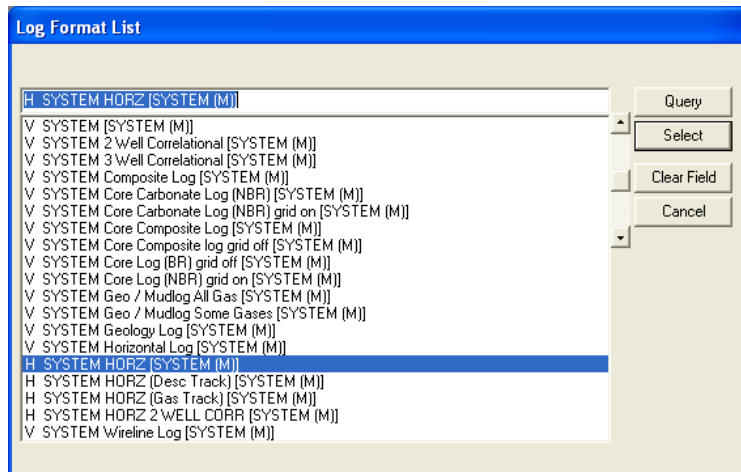 Log Format List
H SYSTEM HORZ [SYSTEM (M)]
Query
Select
Clear Field
Cancel
V SYSTEM [SYSTEM (M)]
V SYSTEM 2 Well Correlational [SYSTEM (M)]
V SYSTEM 3 Well Correlational [SYSTEM (M)]
V SYSTEM Composite Log [SYSTEM (M)]
V SYSTEM Core Carbonate Log (NBR) [SYSTEM (M)]
V SYSTEM Core Carbonate Log (NBR) grid on [SYSTEM (M)]
V SYSTEM Core Composite Log [SYSTEM (M)]
V SYSTEM Core Composite log grid off [SYSTEM (M)]
V SYSTEM Core Log (BR) grid off [SYSTEM (M)]
V SYSTEM Core Log (NBR) grid on [SYSTEM (M)]
V SYSTEM Geo / Mudlog All Gas [SYSTEM (M)]
V SYSTEM Geo / Mudlog Some Gases [SYSTEM (M)]
V SYSTEM Geology Log [SYSTEM (M)]
V SYSTEM Horizontal Log [SYSTEM (M)]
H SYSTEM HORZ [SYSTEM (M)]
H SYSTEM HORZ (Desc Track) [SYSTEM (M)]
H SYSTEM HORZ (Gas Track) [SYSTEM (M)]
H SYSTEM HORZ 2 WELL CORR [SYSTEM (M)]
V SYSTEM Wireline Log [SYSTEM (M)]